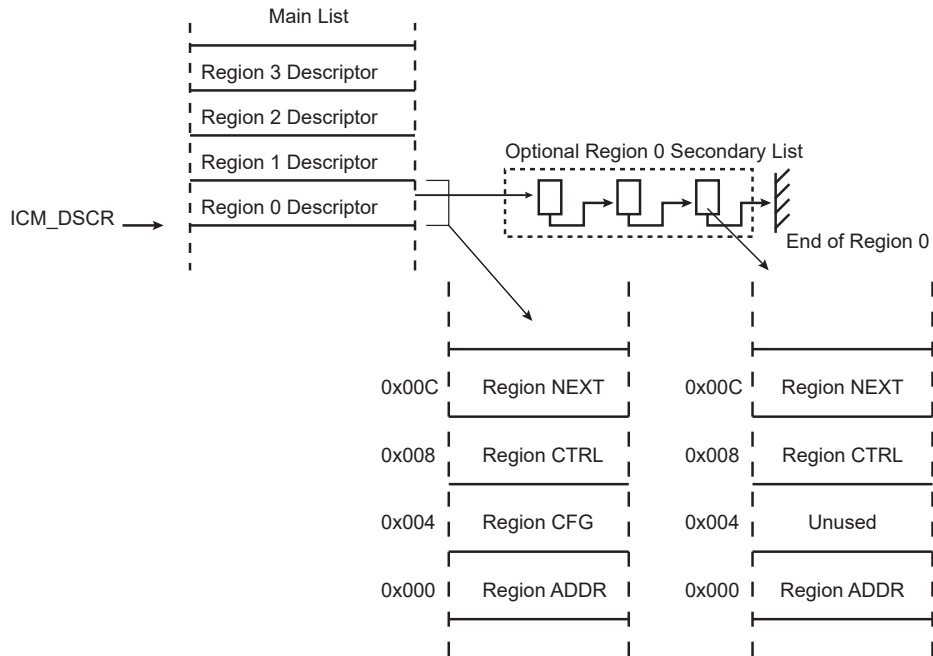 Main List
Region 3 Descriptor
Region 2 Descriptor
Region 1 Descriptor
Region 0 Descriptor
ICM_DSCR
Optional Region 0 Secondary List
End of Region 0
0x00C Region NEXT
0x008 Region CTRL
0x004 Region CFG
0x000 Region ADDR
0x00C Region NEXT
0x008 Region CTRL
0x004 Unused
0x000 Region ADDR